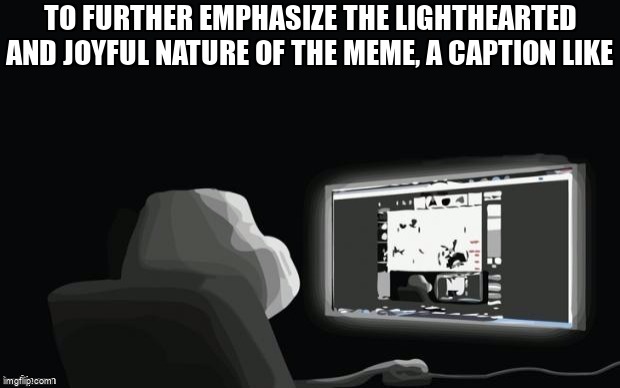 TO FURTHER EMPHASIZE THE LIGHTHEARTED
AND JOYFUL NATURE OF THE MEME, A CAPTION LIKE
imgflip.com